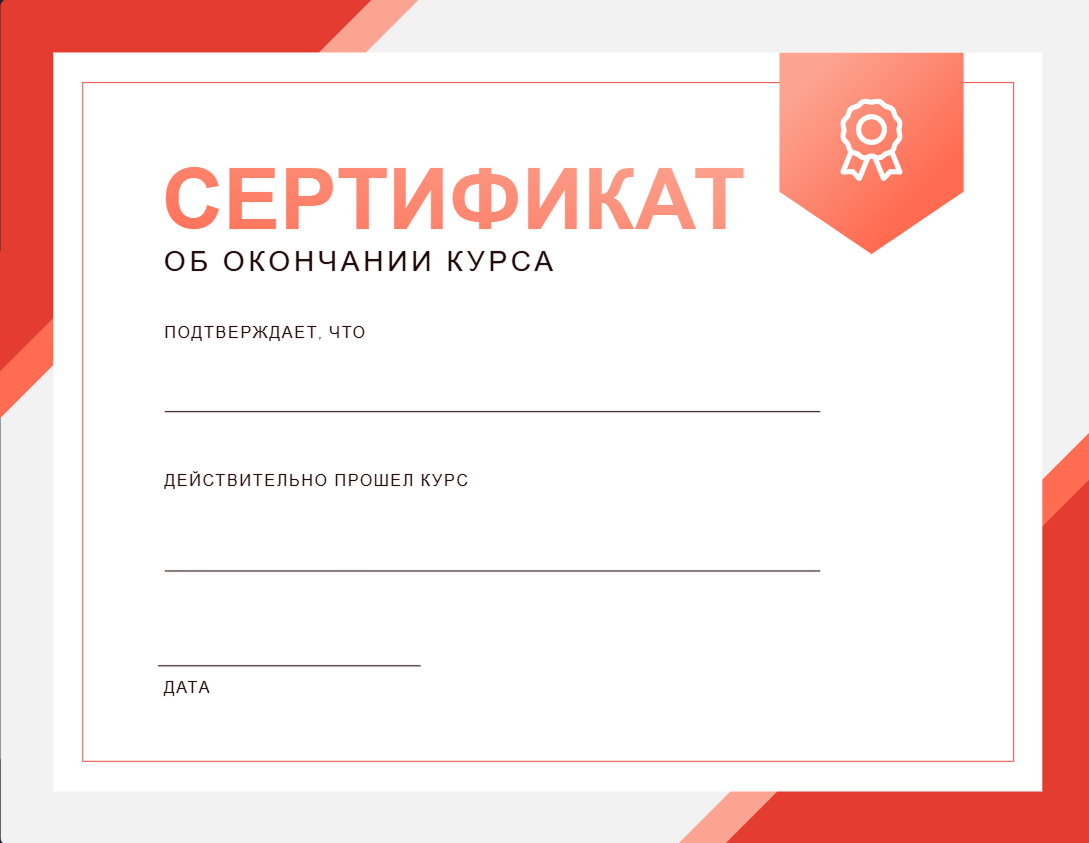 СЕРТИФИКАТ
ОБ ОКОНЧАНИИ КУРСА
ПОДТВЕРЖДАЕТ, ЧТО
ДЕЙСТВИТЕЛЬНО ПРОШЕЛ КУРС
ДАТА